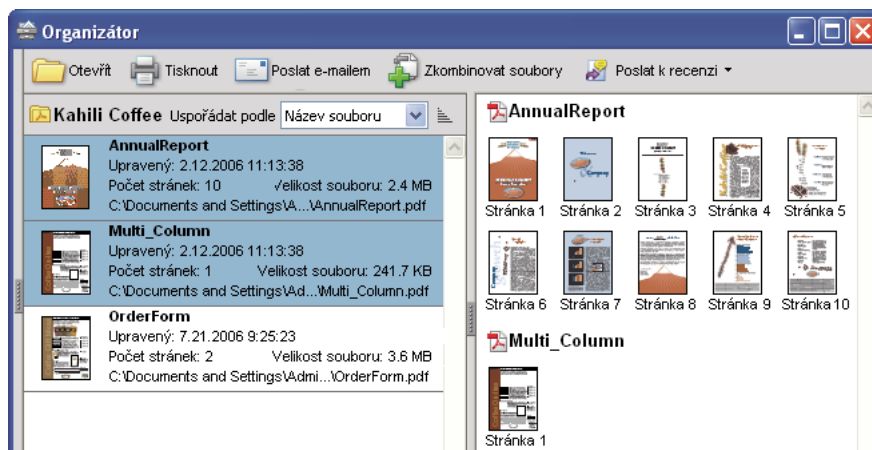 Organizátor
Otevřít Tisknout Poslat e-mailem Zkombinovat soubory Poslat k recenzi
Kahili Coffee Uspořádat podle Název souboru
AnnualReport
Upravený: 2.12.2006 11:13:38
Počet stránek: 10 Velikost souboru: 2.4 MB
C:\Documents and Settings\A...\AnnualReport.pdf
Multi_Column
Upravený: 2.12.2006 11:13:38
Počet stránek: 1 Velikost souboru: 241.7 KB
C:\Documents and Settings\Ad...\Multi_Column.pdf
OrderForm
Upravený: 7.21.2006 9:25:23
Počet stránek: 2 Velikost souboru: 3.6 MB
C:\Documents and Settings\Admi...\OrderForm.pdf
AnnualReport
Stránka 1 Stránka 2 Stránka 3 Stránka 4 Stránka 5
Stránka 6 Stránka 7 Stránka 8 Stránka 9 Stránka 10
Multi_Column
Stránka 1